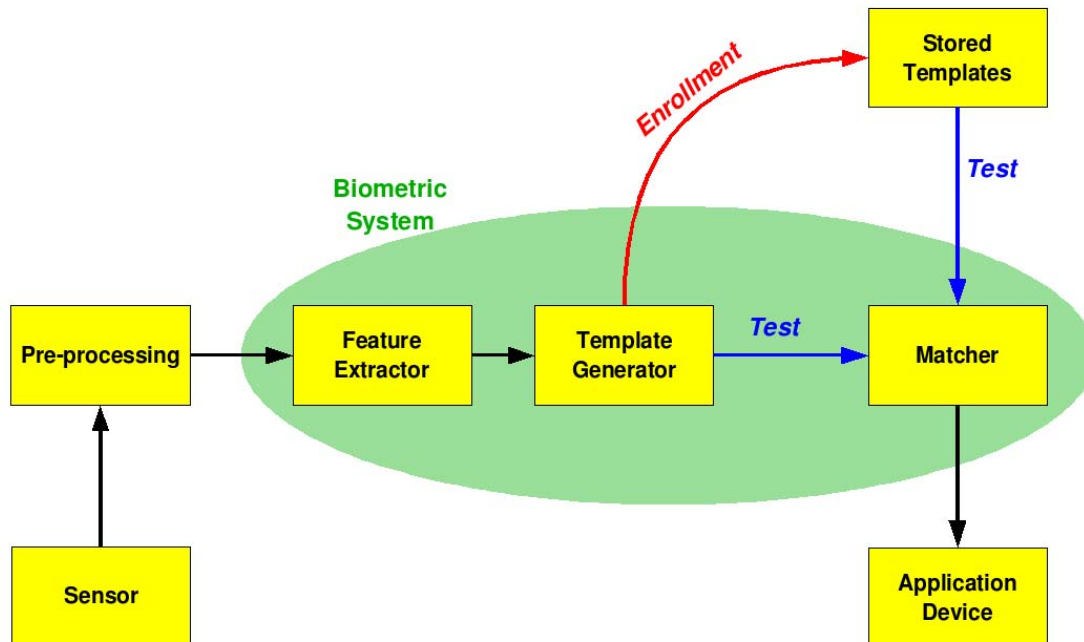 Stored
Templates
Enrollment
Test
Biometric
System
Pre-processing
Feature
Extractor
Template
Generator
Test
Matcher
Sensor
Application
Device